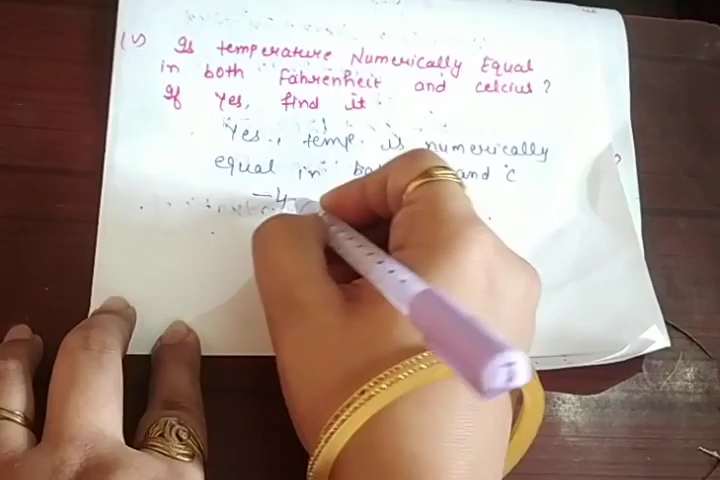 (V) Is temperature Numerically Equal
in both Fahrenheit and celcius ?
If Yes, find it
Yes., temp. is numerically
equal in and °C
-4